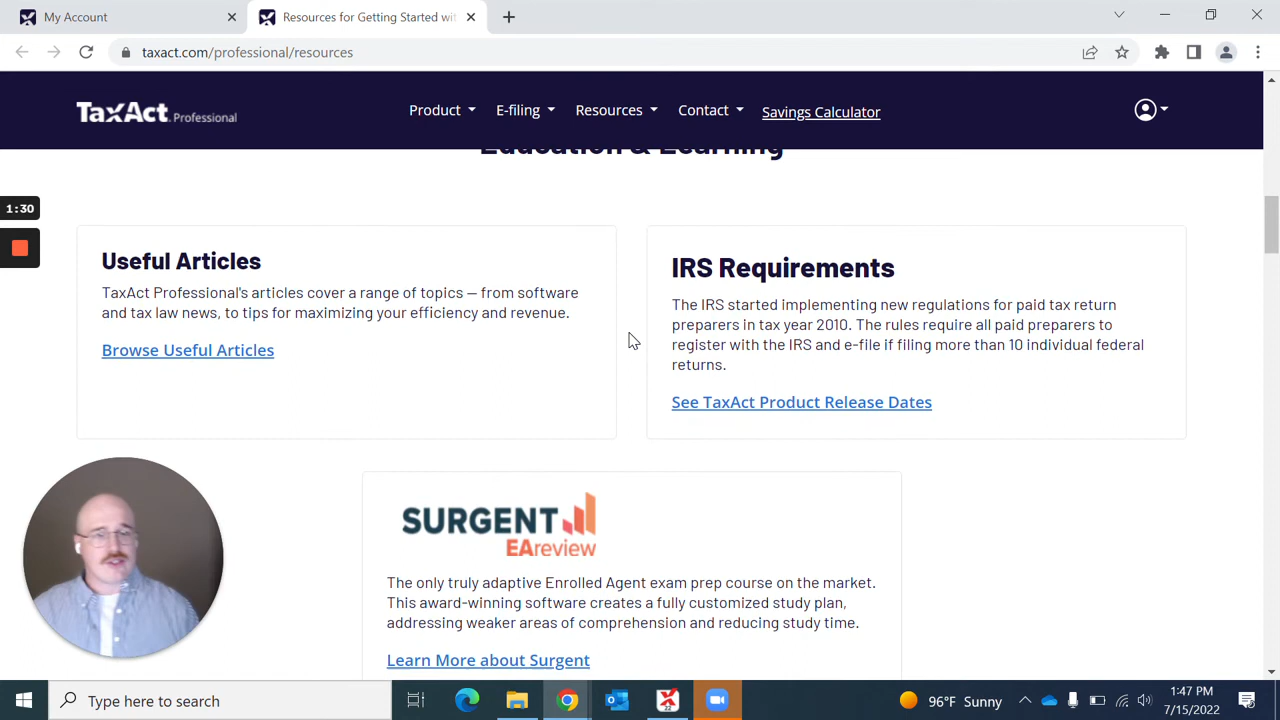 My Account
Resources for Getting Started wit
taxact.com/professional/resources
TaxAct Professional
Product
E-filing
Resources
Contact
Savings Calculator
Education & Learning
1:30
Useful Articles
TaxAct Professional's articles cover a range of topics – from software
and tax law news, to tips for maximizing your efficiency and revenue.
Browse Useful Articles
IRS Requirements
The IRS started implementing new regulations for paid tax return
preparers in tax year 2010. The rules require all paid preparers to
register with the IRS and e-file if filing more than 10 individual federal
returns.
See TaxAct Product Release Dates
SURGENT
EAreview
The only truly adaptive Enrolled Agent exam prep course on the market.
This award-winning software creates a fully customized study plan,
addressing weaker areas of comprehension and reducing study time.
Learn More about Surgent
Type here to search
22
96°F Sunny
1:47 PM
7/15/2022